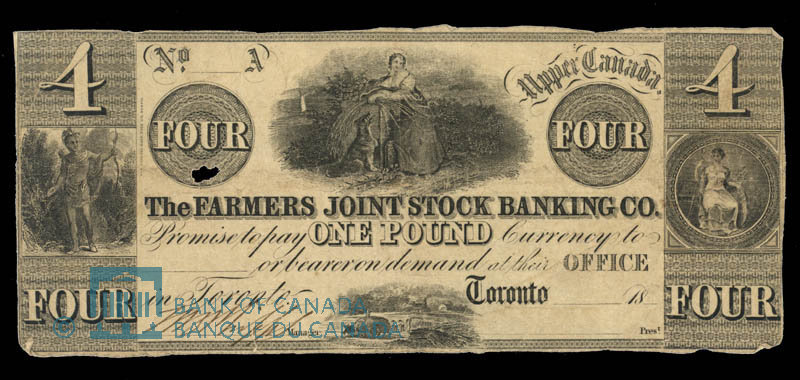 4 4
No A
Upper Canada.
FOUR FOUR
The FARMERS JOINT STOCK BANKING CO.
Promise to pay ONE POUND Currency to
or bearer on demand at their OFFICE
in Toronto Toronto 18
FOUR FOUR
Prest
© BANK OF CANADA
BANQUE DU CANADA